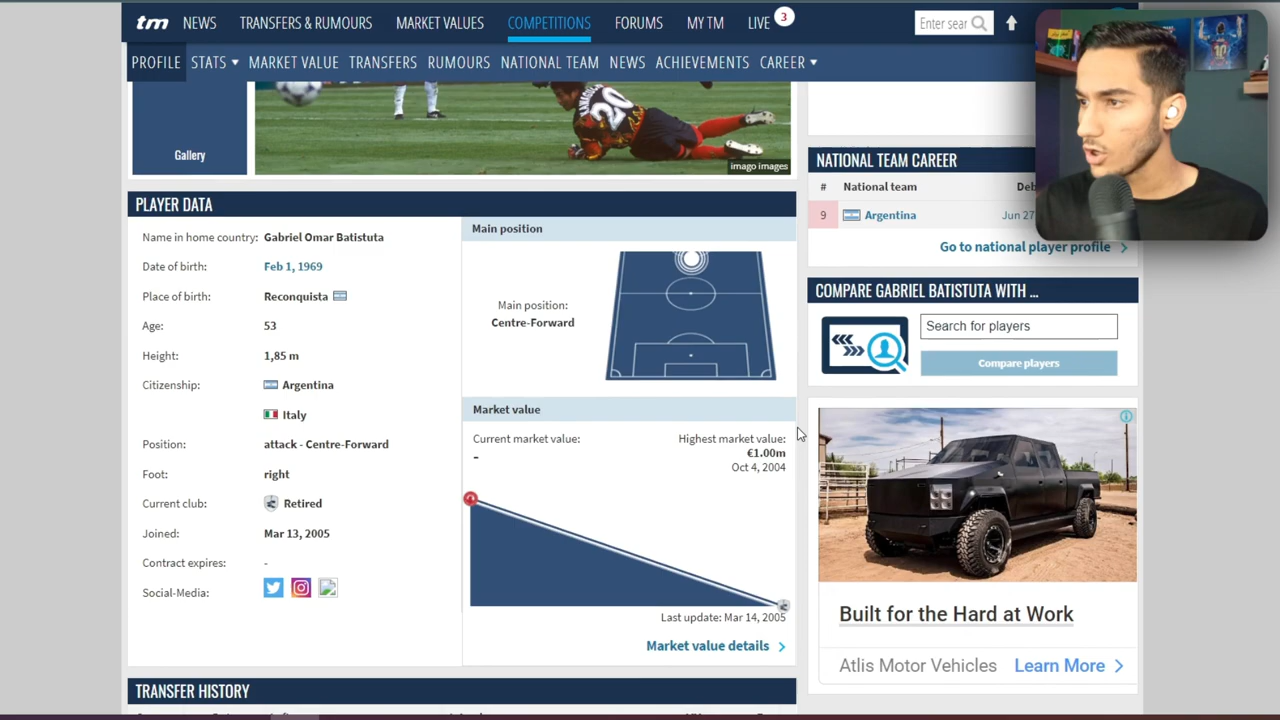 tm NEWS TRANSFERS & RUMOURS MARKET VALUES COMPETITIONS FORUMS MY TM LIVE 3 Enter sear
PROFILE STATS MARKET VALUE TRANSFERS RUMOURS NATIONAL TEAM NEWS ACHIEVEMENTS CAREER
20
10
Gallery
imago images
PLAYER DATA
Name in home country: Gabriel Omar Batistuta
Date of birth: Feb 1, 1969
Place of birth: Reconquista
Age: 53
Height: 1,85 m
Citizenship: Argentina
Italy
Position: attack - Centre-Forward
Foot: right
Current club: Retired
Joined: Mar 13, 2005
Contract expires: -
Social-Media:
Main position
Main position:
Centre-Forward
Market value
Current market value:
-
Highest market value:
€1.00m
Oct 4, 2004
Last update: Mar 14, 2005
Market value details
TRANSFER HISTORY
NATIONAL TEAM CAREER
# National team Deb
9 Argentina Jun 27
Go to national player profile
COMPARE GABRIEL BATISTUTA WITH ...
Search for players
Compare players
Built for the Hard at Work
Atlis Motor Vehicles Learn More